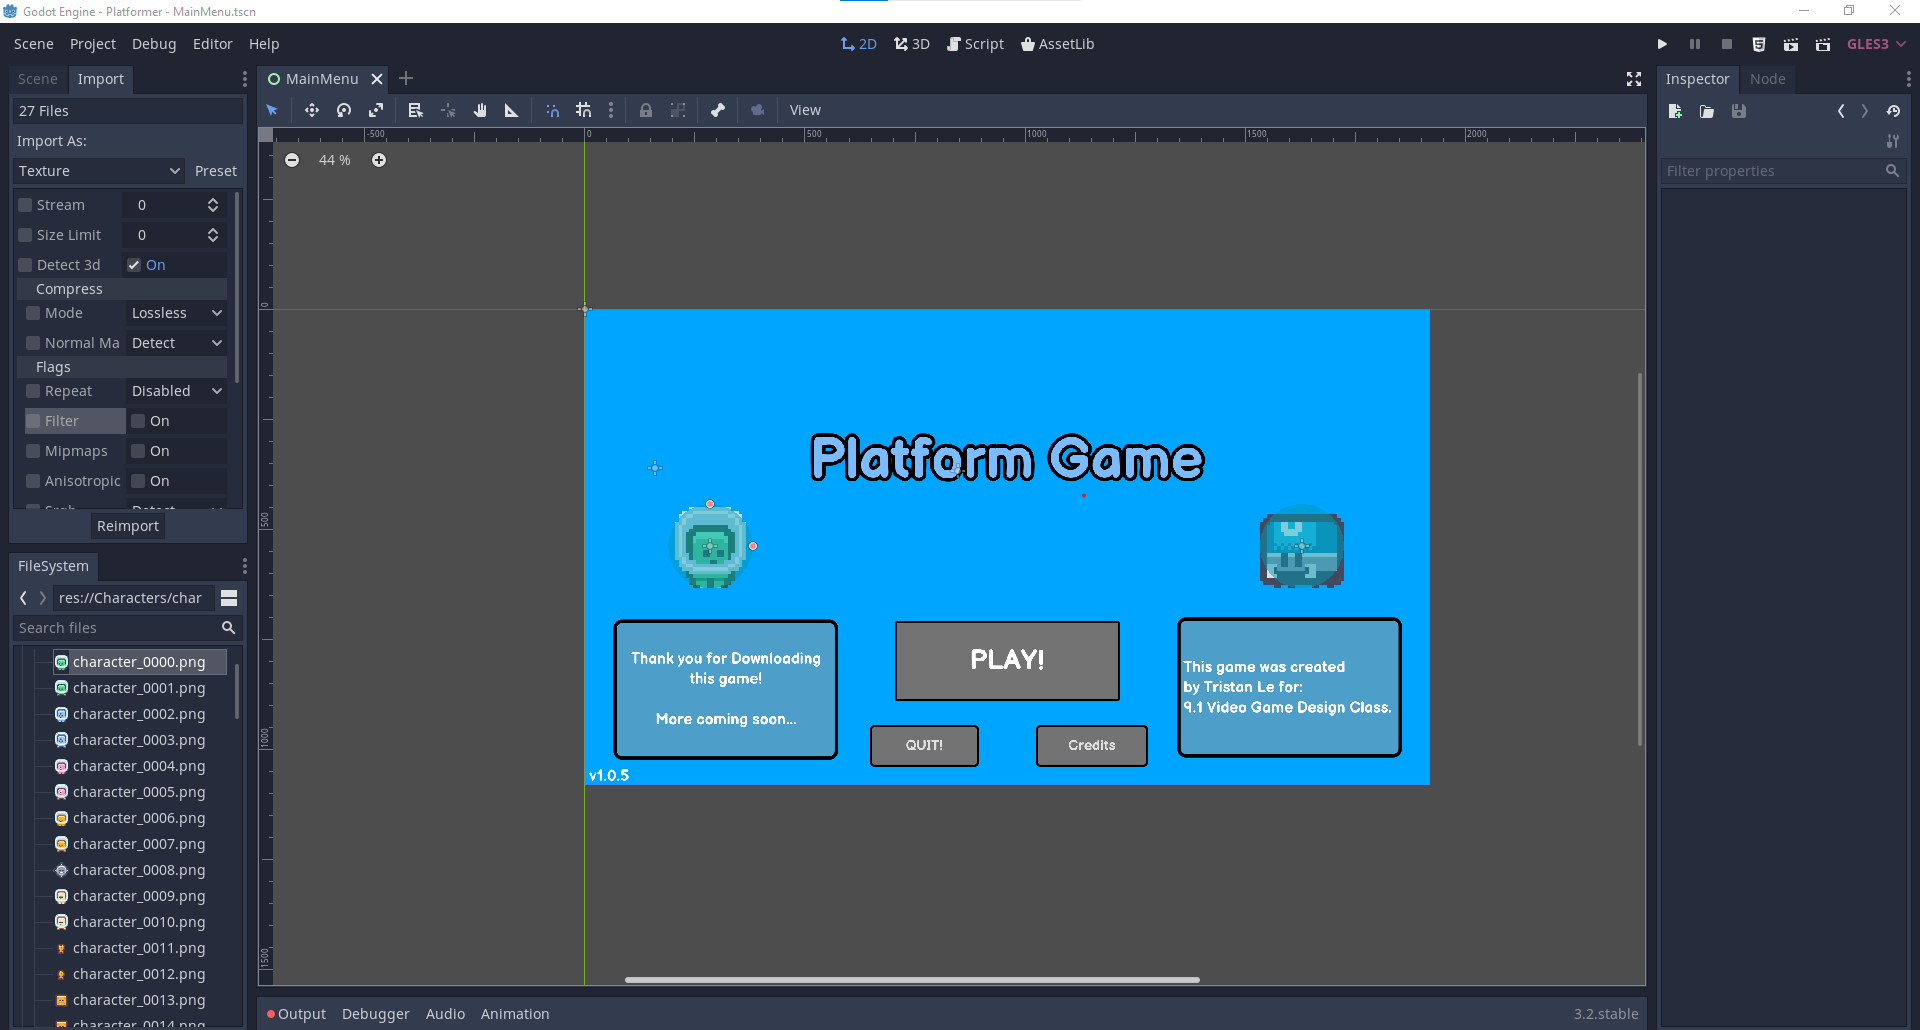 Godot Engine - Platformer - MainMenu.tscn
Scene Project Debug Editor Help
2D 3D Script AssetLib
GLES3
Scene Import
27 Files
Import As:
Texture Preset
Stream 0
Size Limit 0
Detect 3d On
Compress
Mode Lossless
Normal Ma Detect
Flags
Repeat Disabled
Filter On
Mipmaps On
Anisotropic On
Reimport
FileSystem
res://Characters/char
Search files
character_0000.png
character_0001.png
character_0002.png
character_0003.png
character_0004.png
character_0005.png
character_0006.png
character_0007.png
character_0008.png
character_0009.png
character_0010.png
character_0011.png
character_0012.png
character_0013.png
character_0014.png
MainMenu
View
-500 0 500 1000 1500 2000
44 %
0
500
1000
1500
Platform Game
Thank you for Downloading
this game!
More coming soon...
PLAY!
QUIT!
Credits
This game was created
by Tristan Le for:
9.1 Video Game Design Class.
v1.0.5
Output Debugger Audio Animation
3.2.stable
Inspector Node
Filter properties